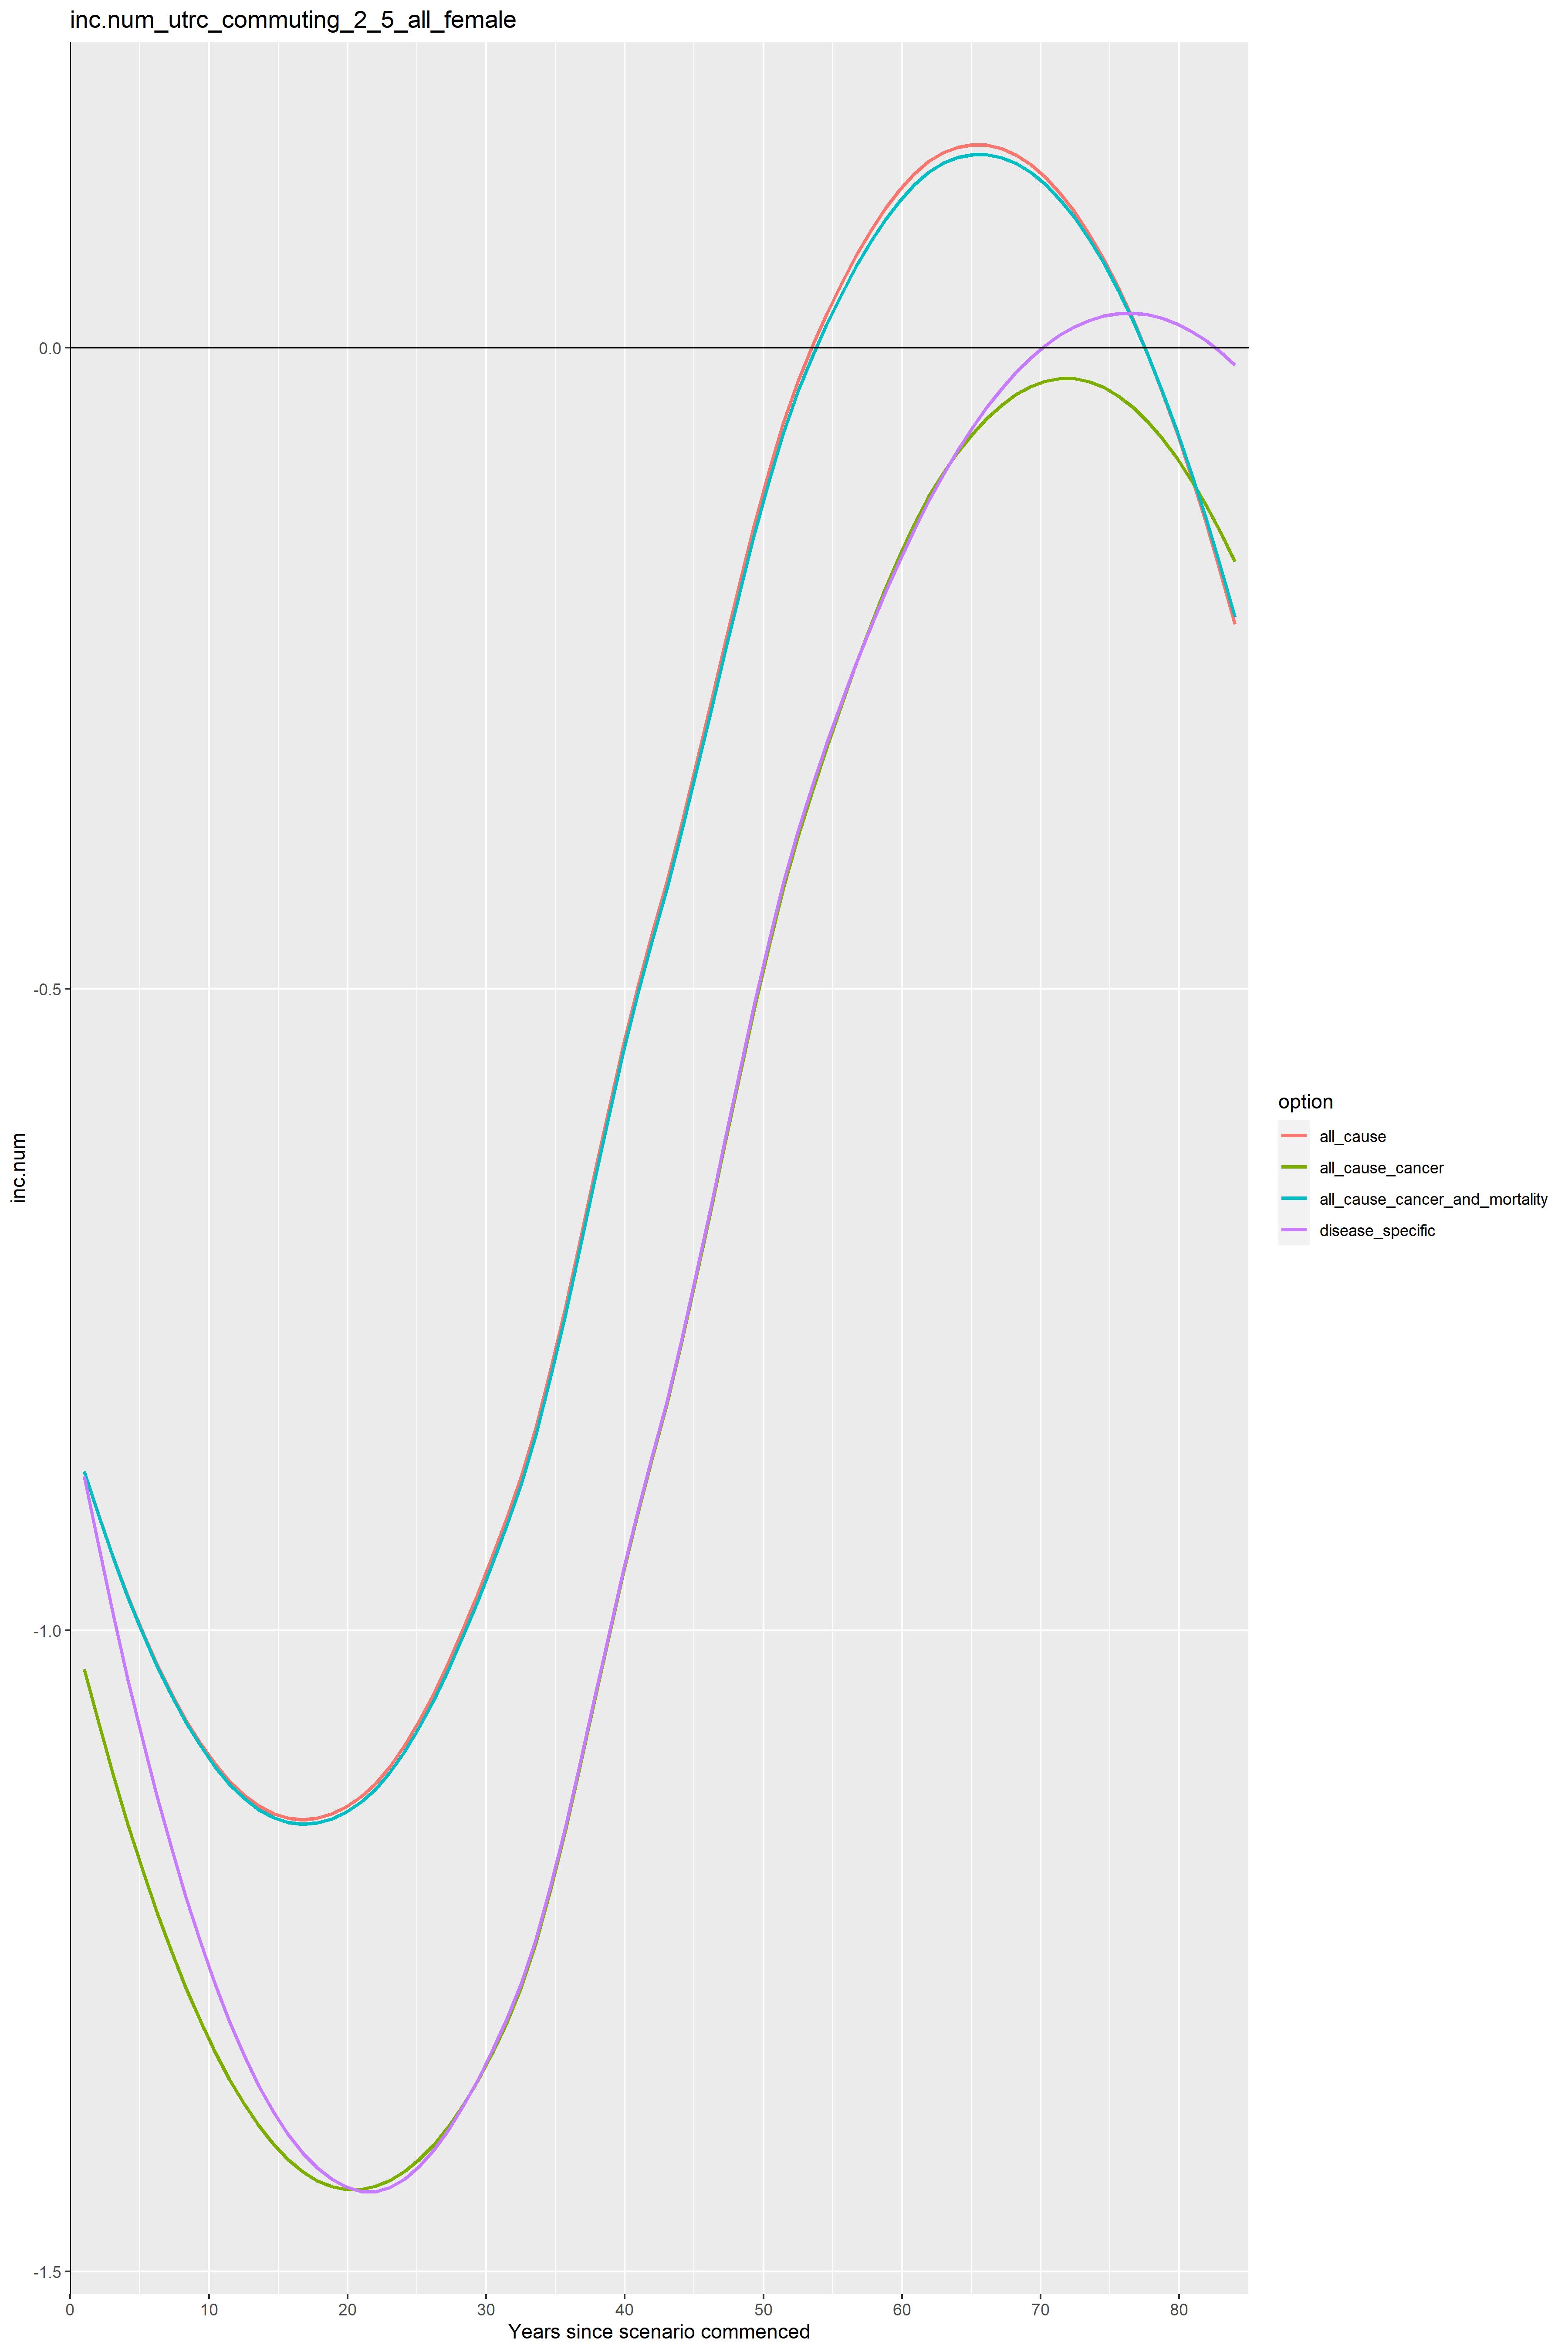 inc.num_utrc_commuting_2_5_all_female
0.0
-0.5
-1.0
-1.5
inc.num
0 10 20 30 40 50 60 70 80
Years since scenario commenced
option
all_cause
all_cause_cancer
all_cause_cancer_and_mortality
disease_specific